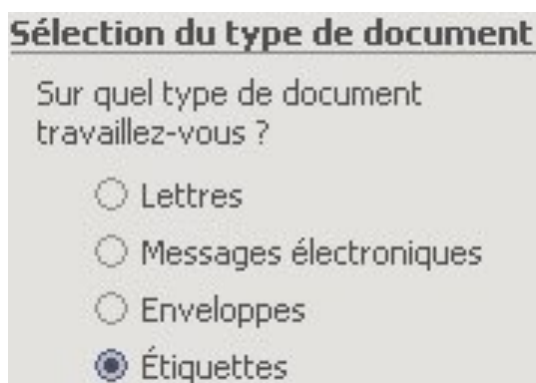 Sélection du type de document
Sur quel type de document
travaillez-vous ?
Lettres
Messages électroniques
Enveloppes
Étiquettes